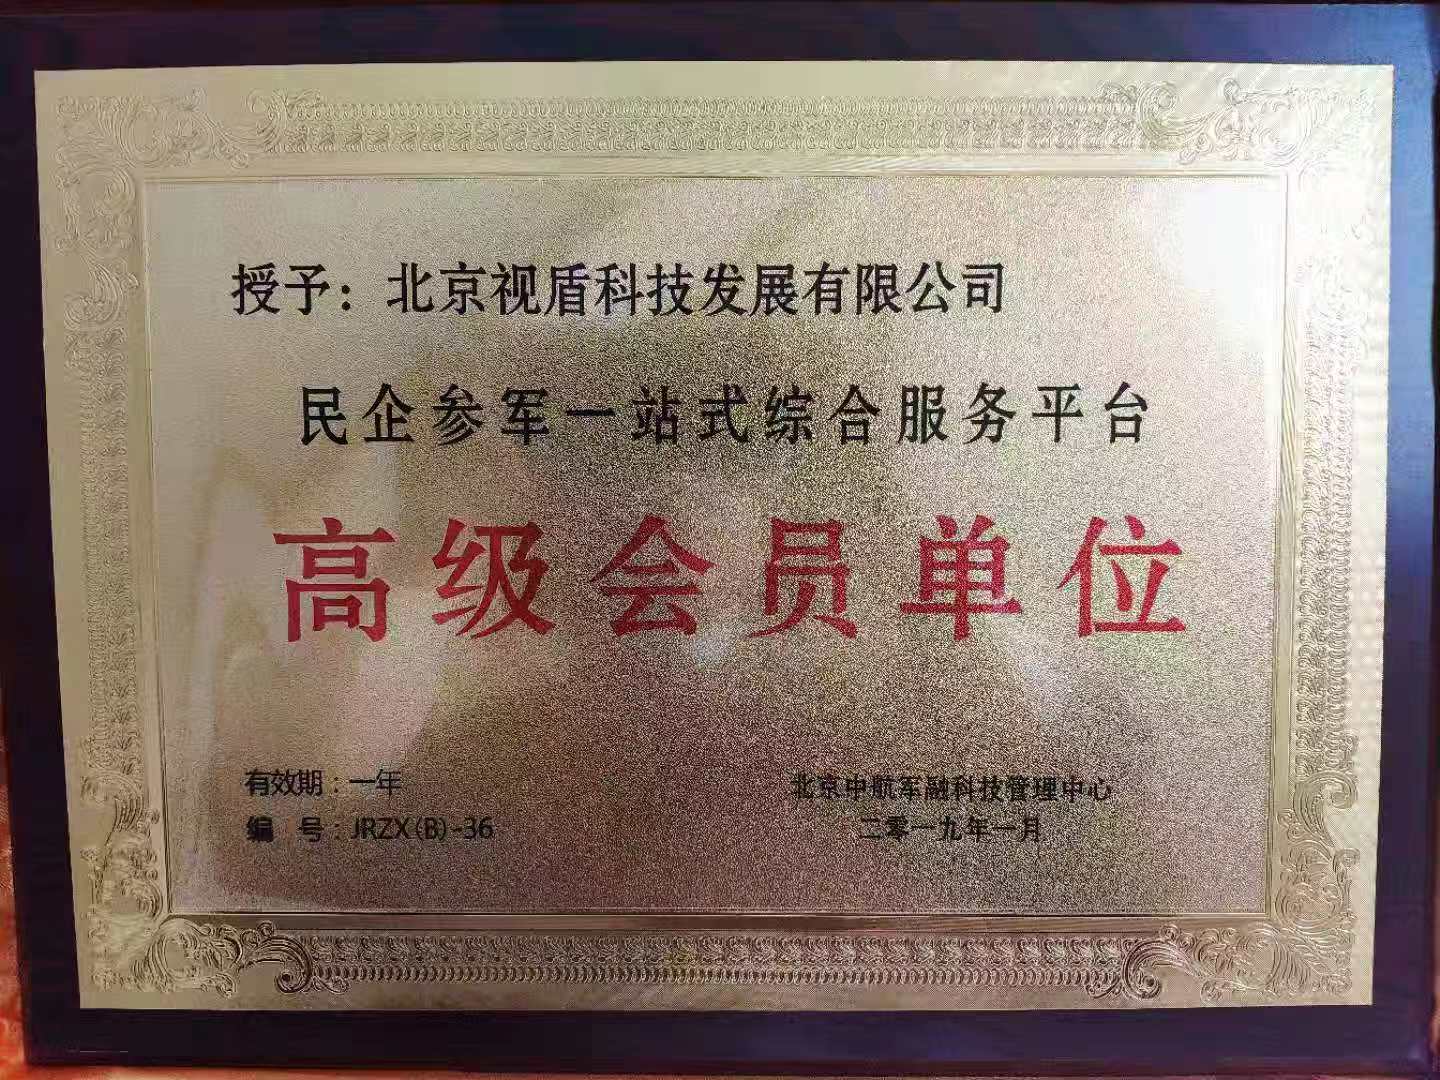 授予：北京视盾科技发展有限公司
民企参军一站式综合服务平台
高级会员单位
有效期：一年
编 号：JRZX(B)-36
北京中航军融科技管理中心
二零一九年一月